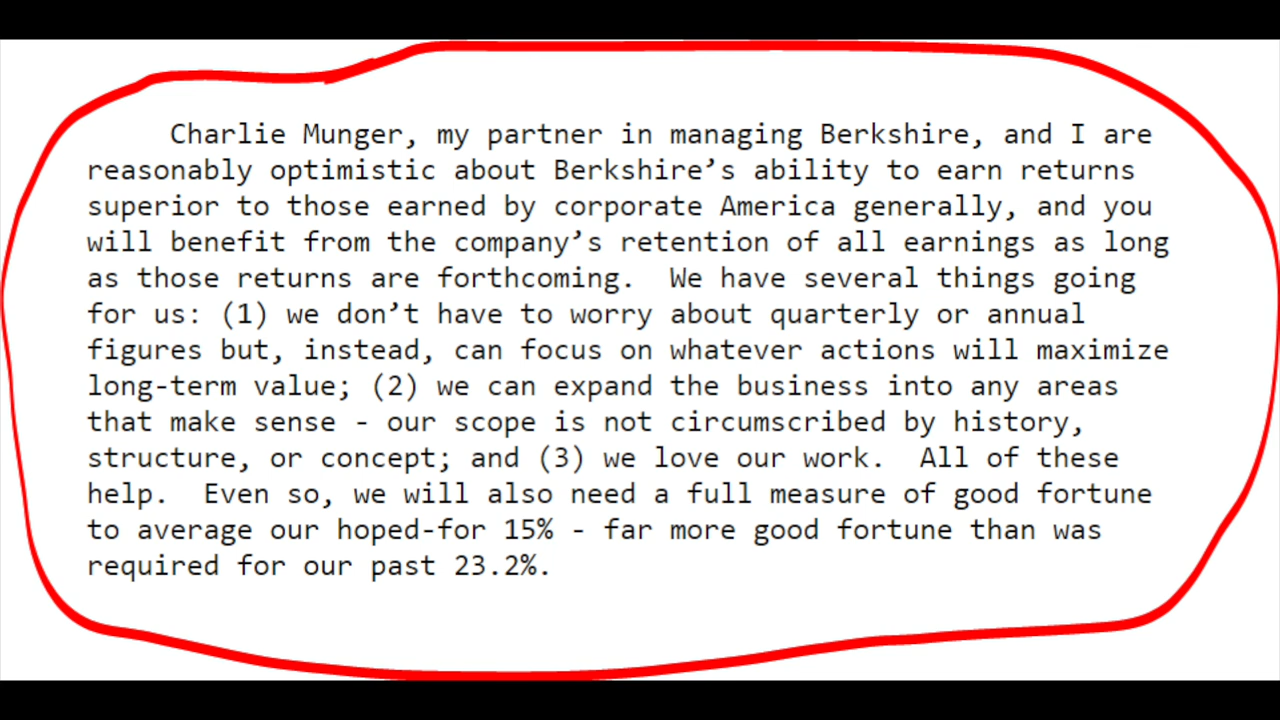 Charlie Munger, my partner in managing Berkshire, and I are
reasonably optimistic about Berkshire’s ability to earn returns
superior to those earned by corporate America generally, and you
will benefit from the company’s retention of all earnings as long
as those returns are forthcoming.  We have several things going
for us: (1) we don’t have to worry about quarterly or annual
figures but, instead, can focus on whatever actions will maximize
long-term value; (2) we can expand the business into any areas
that make sense - our scope is not circumscribed by history,
structure, or concept; and (3) we love our work.  All of these
help.  Even so, we will also need a full measure of good fortune
to average our hoped-for 15% - far more good fortune than was
required for our past 23.2%.